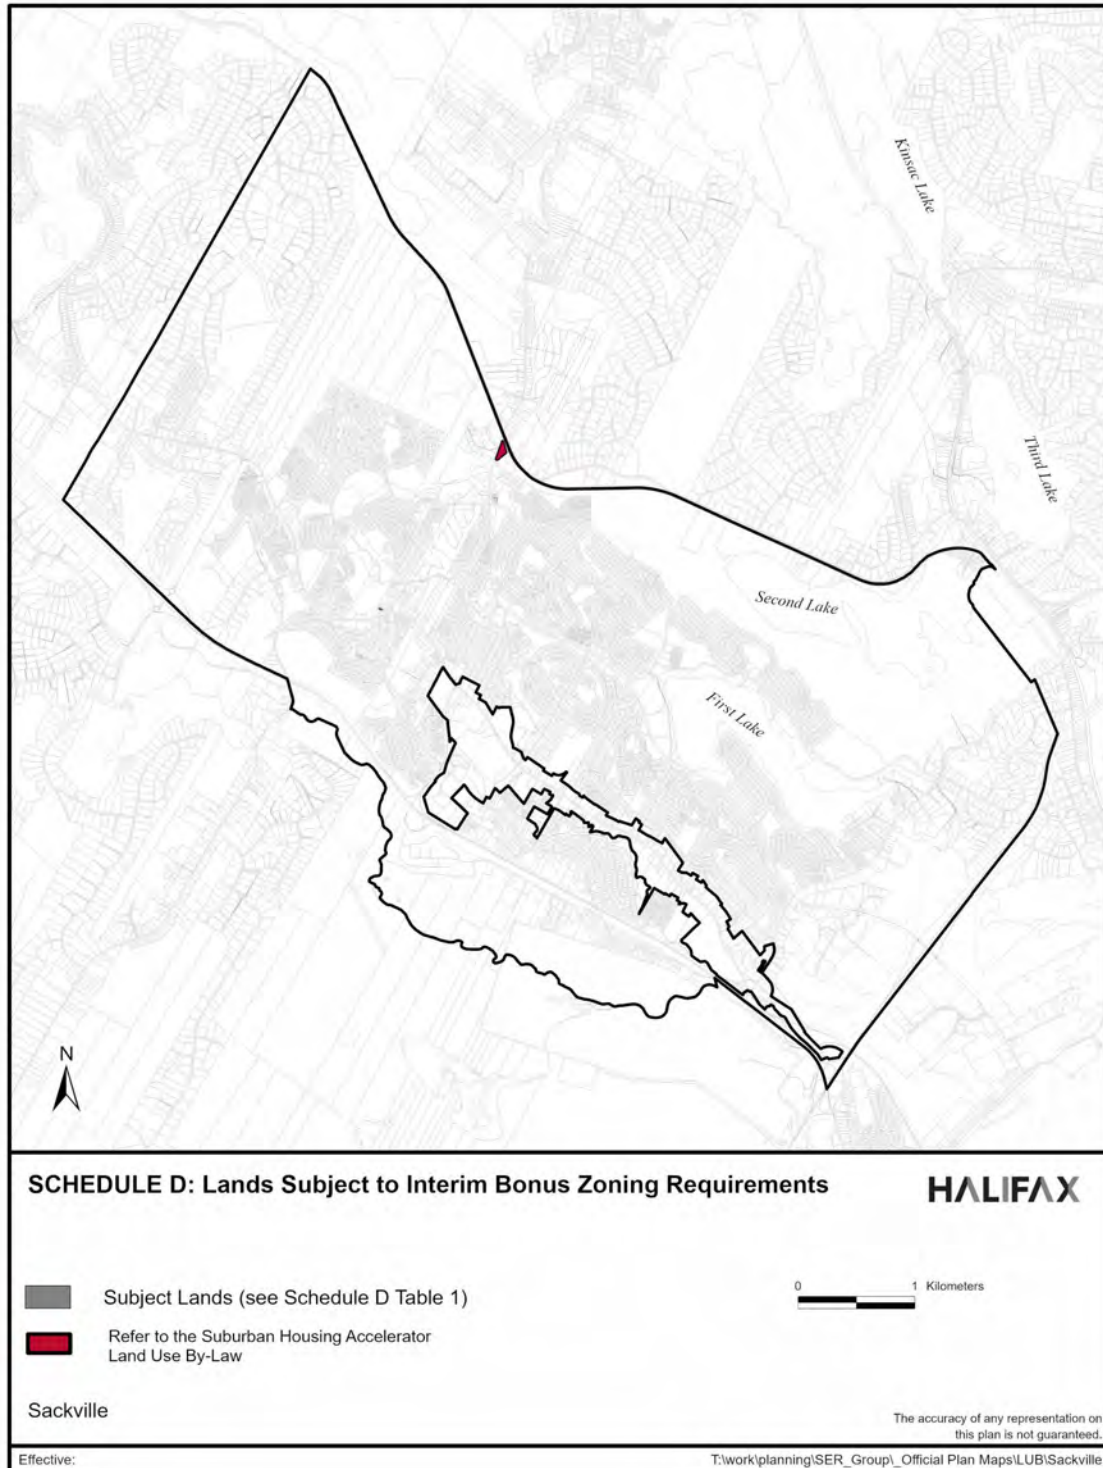 Kinsac Lake
Third Lake
Second Lake
First Lake
N
SCHEDULE D: Lands Subject to Interim Bonus Zoning Requirements
HALIFAX
Subject Lands (see Schedule D Table 1)
0 1 Kilometers
Refer to the Suburban Housing Accelerator
Land Use By-Law
Sackville
The accuracy of any representation on
this plan is not guaranteed.
Effective:
T:\work\planning\SER_Group\_Official Plan Maps\LUB\Sackville